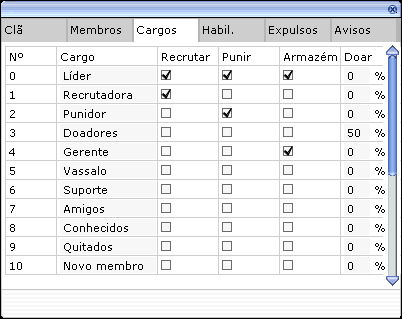 Clã Membros Cargos Habil. Expulsos Avisos
Nº Cargo Recrutar Punir Armazém Doar
0 Líder 0 %
1 Recrutadora 0 %
2 Punidor 0 %
3 Doadores 50 %
4 Gerente 0 %
5 Vassalo 0 %
6 Suporte 0 %
7 Amigos 0 %
8 Conhecidos 0 %
9 Quitados 0 %
10 Novo membro 0 %